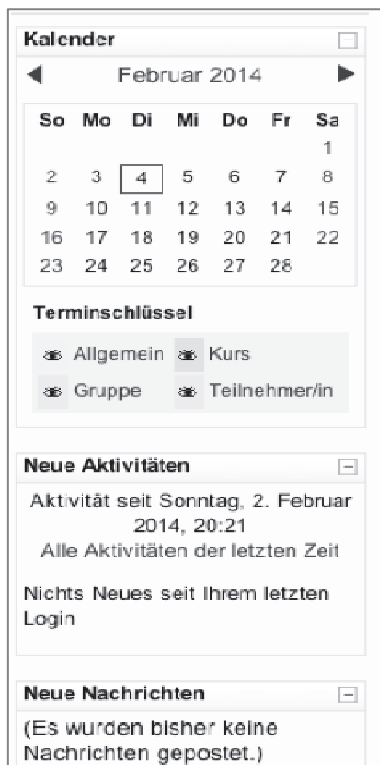 Kalender
Februar 2014
So Mo Di Mi Do Fr Sa
1
2 3 4 5 6 7 8
9 10 11 12 13 14 15
16 17 18 19 20 21 22
23 24 25 26 27 28
Terminschlüssel
Allgemein Kurs
Gruppe Teilnehmer/in
Neue Aktivitäten
Aktivität seit Sonntag, 2. Februar
2014, 20:21
Alle Aktivitäten der letzten Zeit
Nichts Neues seit Ihrem letzten
Login
Neue Nachrichten
(Es wurden bisher keine
Nachrichten gepostet.)